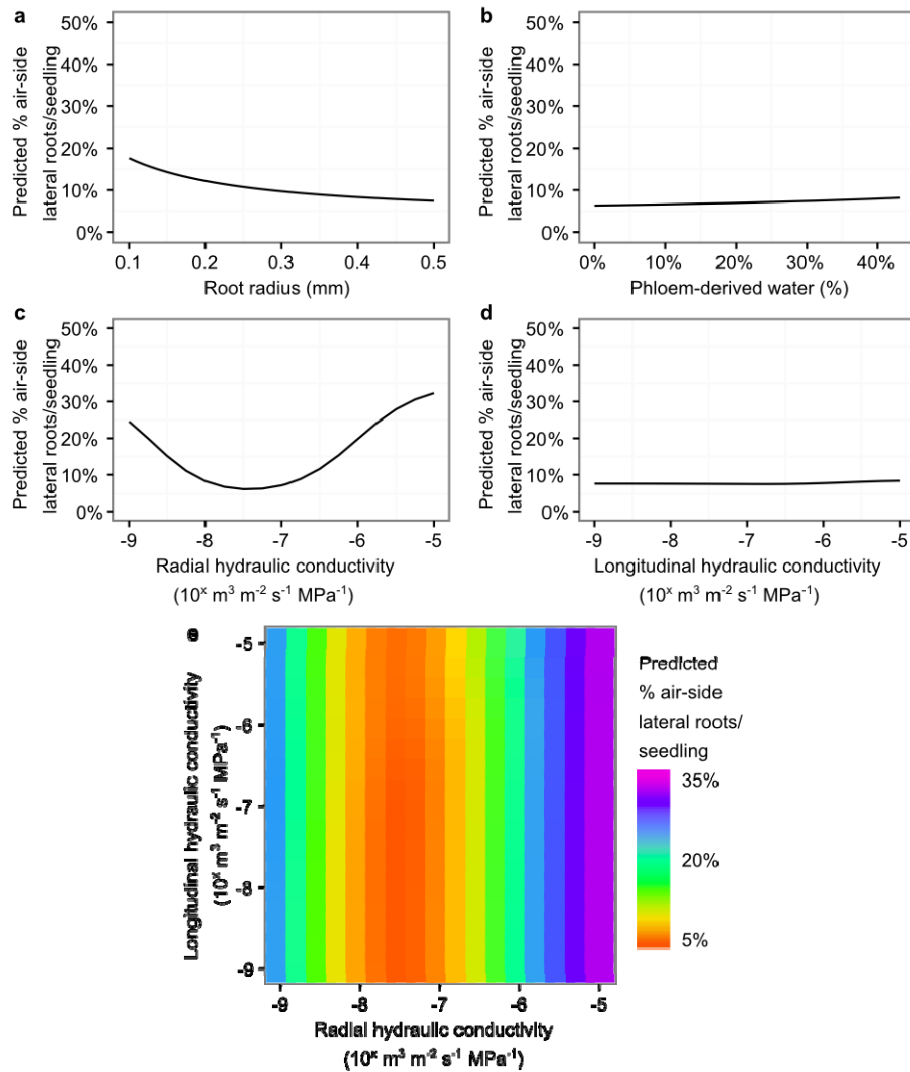 a
50%
40%
30%
20%
10%
0%
Predicted % air-side
lateral roots/seedling
0.1 0.2 0.3 0.4 0.5
Root radius (mm)
b
50%
40%
30%
20%
10%
0%
Predicted % air-side
lateral roots/seedling
0% 10% 20% 30% 40%
Phloem-derived water (%)
c
50%
40%
30%
20%
10%
0%
Predicted % air-side
lateral roots/seedling
-9 -8 -7 -6 -5
Radial hydraulic conductivity
(10ˣ m³ m⁻² s⁻¹ MPa⁻¹)
d
50%
40%
30%
20%
10%
0%
Predicted % air-side
lateral roots/seedling
-9 -8 -7 -6 -5
Longitudinal hydraulic conductivity
(10ˣ m³ m⁻² s⁻¹ MPa⁻¹)
e
Longitudinal hydraulic conductivity
(10ˣ m³ m⁻² s⁻¹ MPa⁻¹)
-5
-6
-7
-8
-9
-9 -8 -7 -6 -5
Radial hydraulic conductivity
(10ˣ m³ m⁻² s⁻¹ MPa⁻¹)
Predicted
% air-side
lateral roots/
seedling
35%
20%
5%